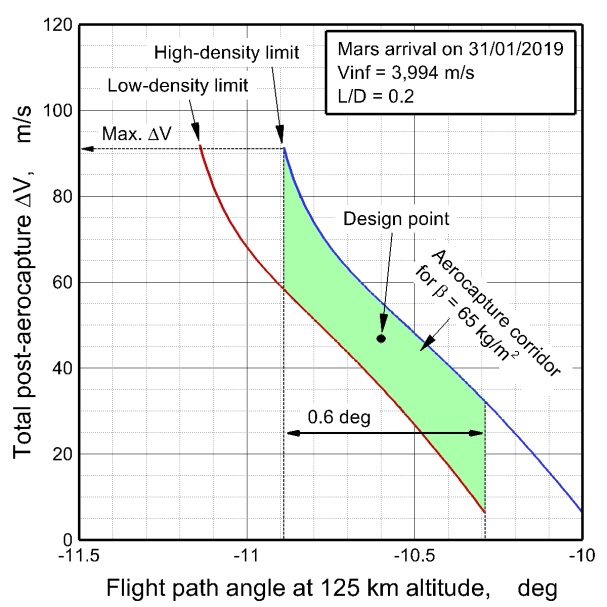 120
100
80
60
40
20
0
-11.5
-11
-10.5
-10
Total post-aerocapture ΔV, m/s
Flight path angle at 125 km altitude, deg
Mars arrival on 31/01/2019
Vinf = 3,994 m/s
L/D = 0.2
High-density limit
Low-density limit
Max. ΔV
Design point
Aerocapture corridor
for β = 65 kg/m²
0.6 deg